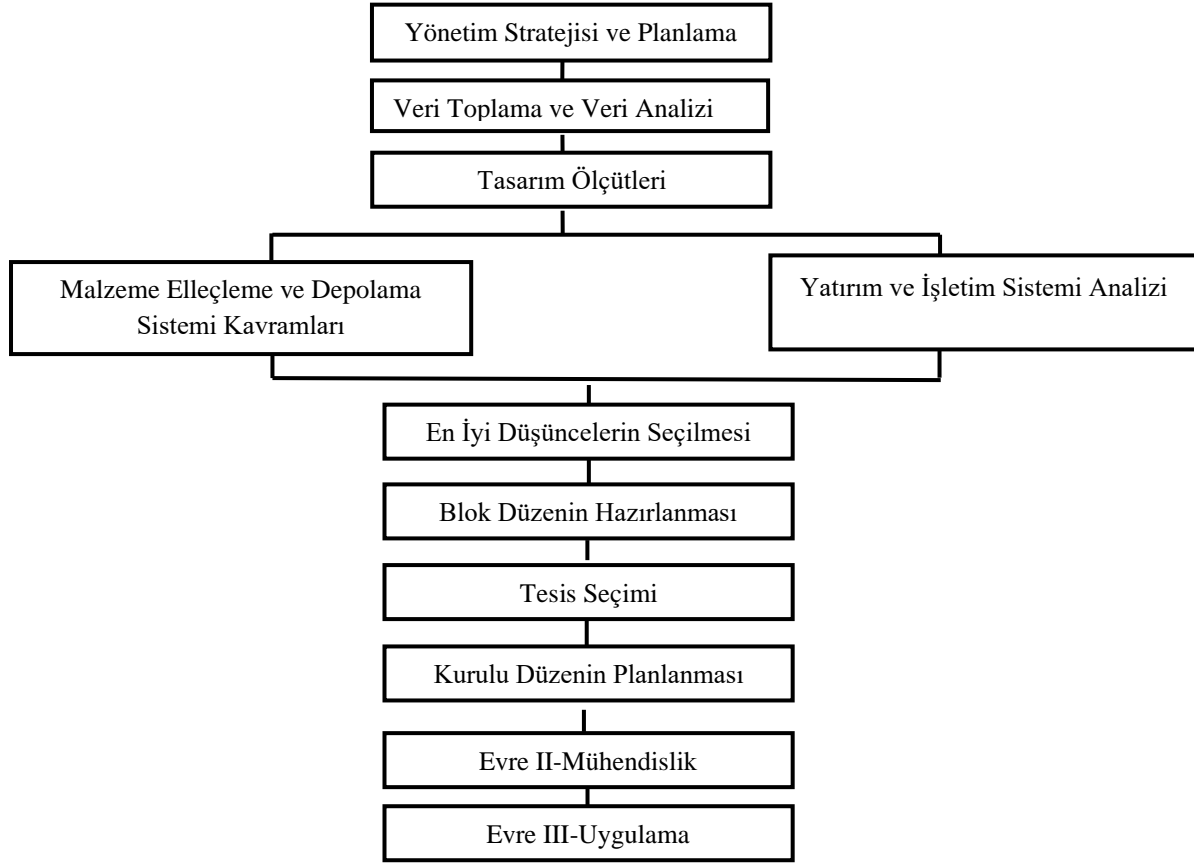 Yönetim Stratejisi ve Planlama
Veri Toplama ve Veri Analizi
Tasarım Ölçütleri
Malzeme Elleçleme ve Depolama
Sistemi Kavramları
Yatırım ve İşletim Sistemi Analizi
En İyi Düşüncelerin Seçilmesi
Blok Düzenin Hazırlanması
Tesis Seçimi
Kurulu Düzenin Planlanması
Evre II-Mühendislik
Evre III-Uygulama